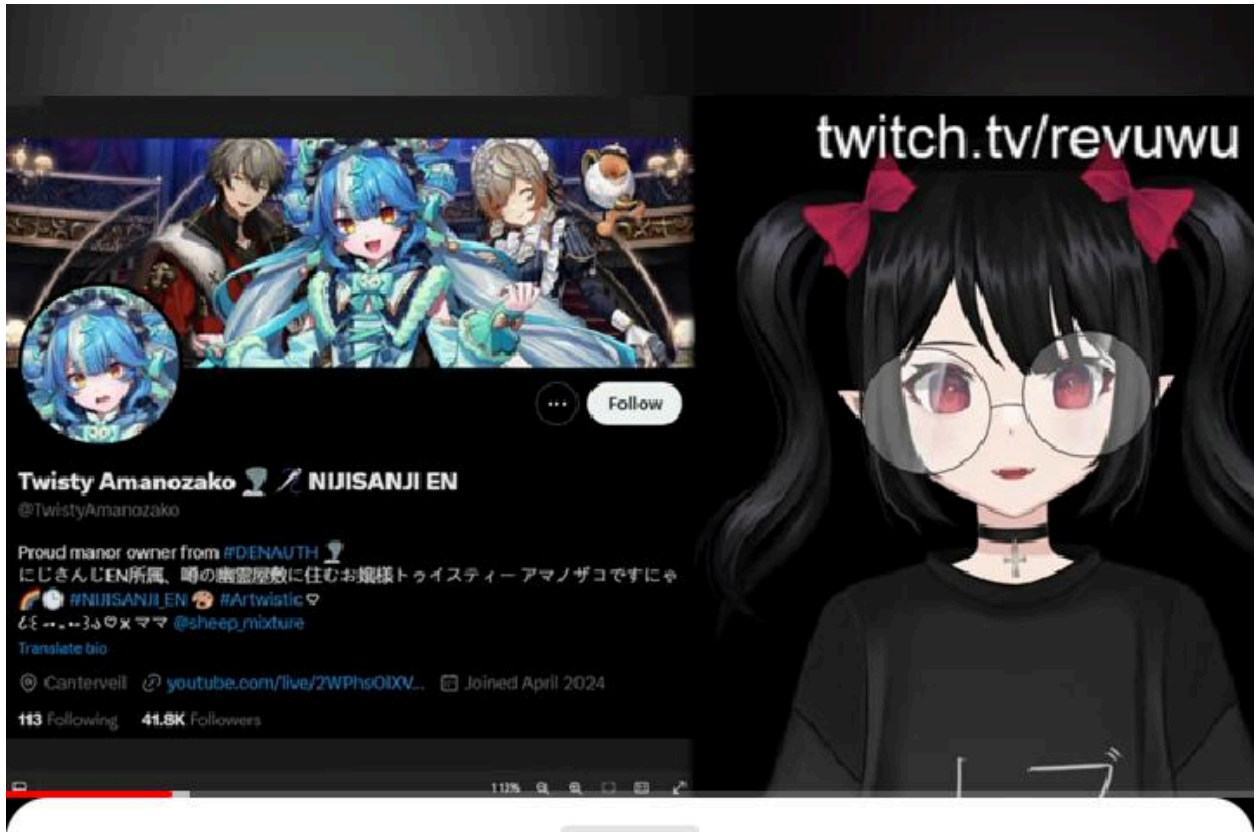 twitch.tv/revuwu
Follow
Twisty Amanozako NIJISANJI EN
@TwistyAmanozako
Proud manor owner from #DIENAUTH
にじさんじEN所属、噂の幽霊屋敷に住むお嬢様トゥイスティー アマノザコですにゃ
#NIJISANJI_EN #Artwistic♡
ママ @sheep_mixture
Translate bio
Cantervell youtube.com/live/2WPhsOlXV... Joined April 2024
113 Following 41.8K Followers
113%